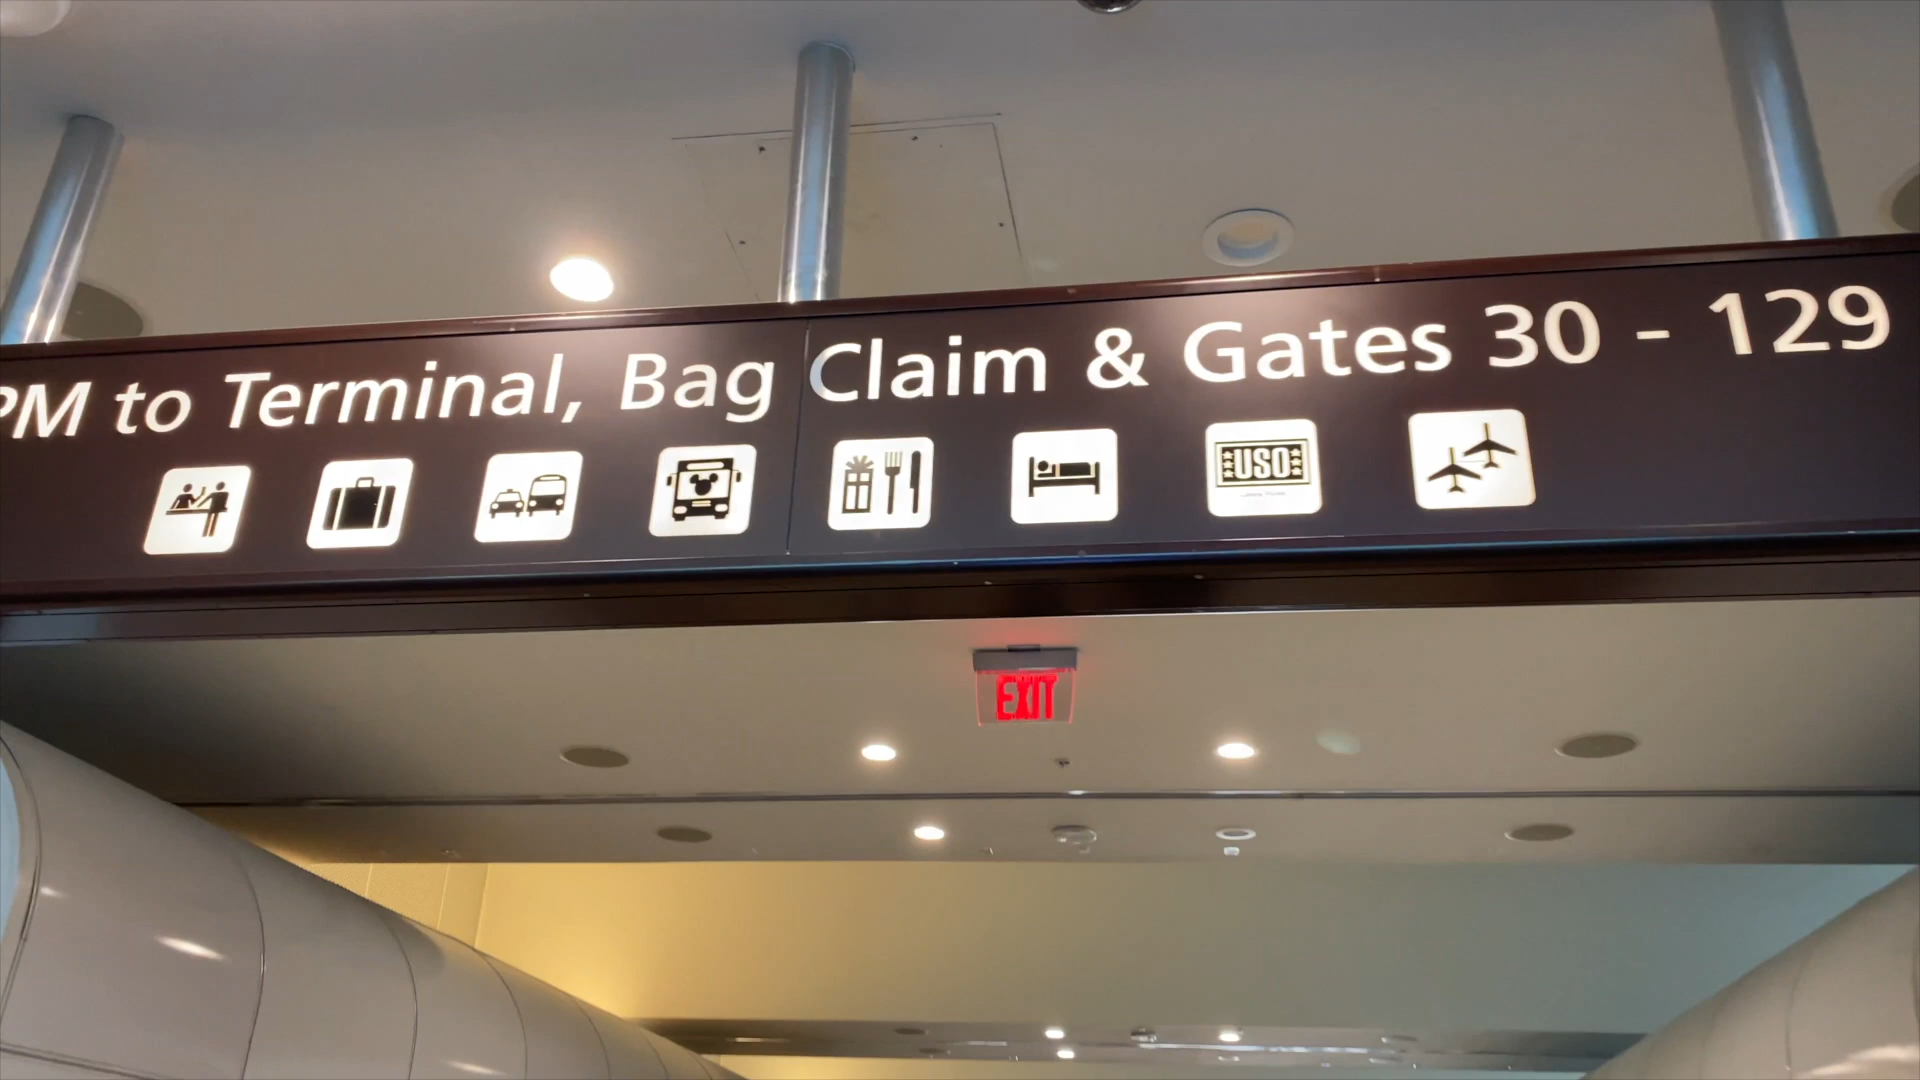 PM to Terminal, Bag Claim & Gates 30 - 129
USO
EXIT